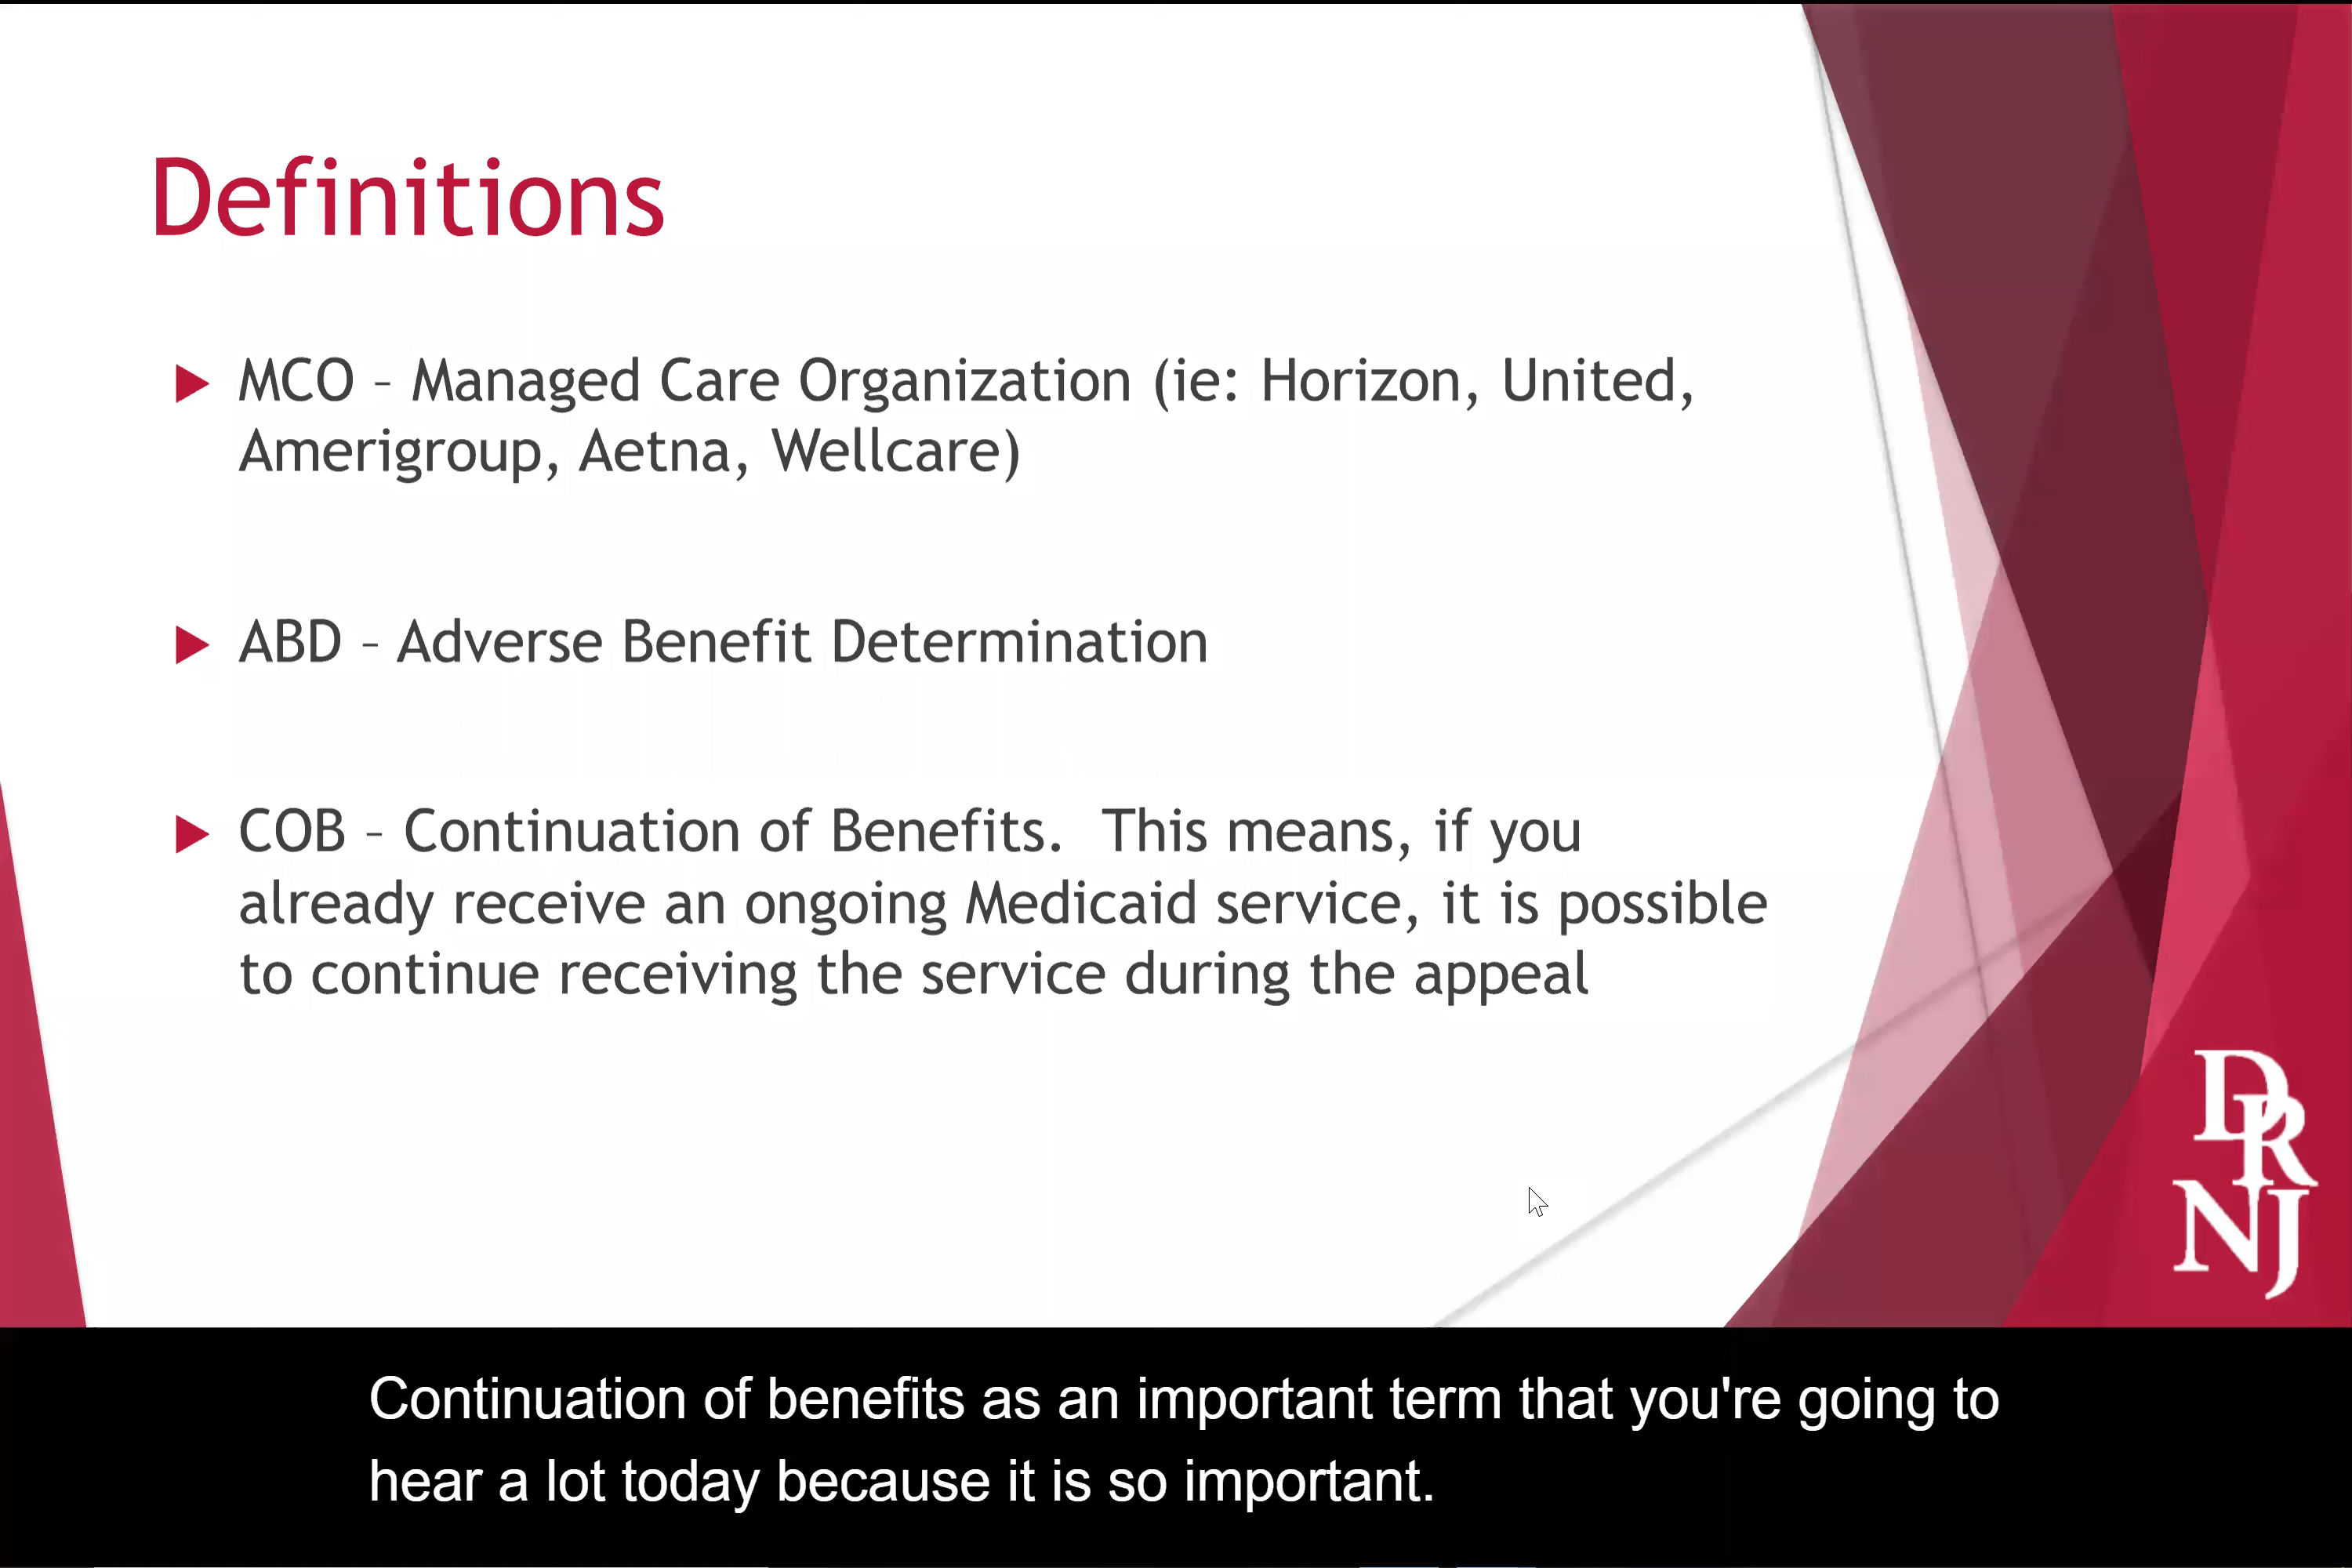 Definitions
MCO – Managed Care Organization (ie: Horizon, United,
Amerigroup, Aetna, Wellcare)
ABD – Adverse Benefit Determination
COB – Continuation of Benefits.  This means, if you
already receive an ongoing Medicaid service, it is possible
to continue receiving the service during the appeal
DR
NJ
Continuation of benefits as an important term that you're going to
hear a lot today because it is so important.